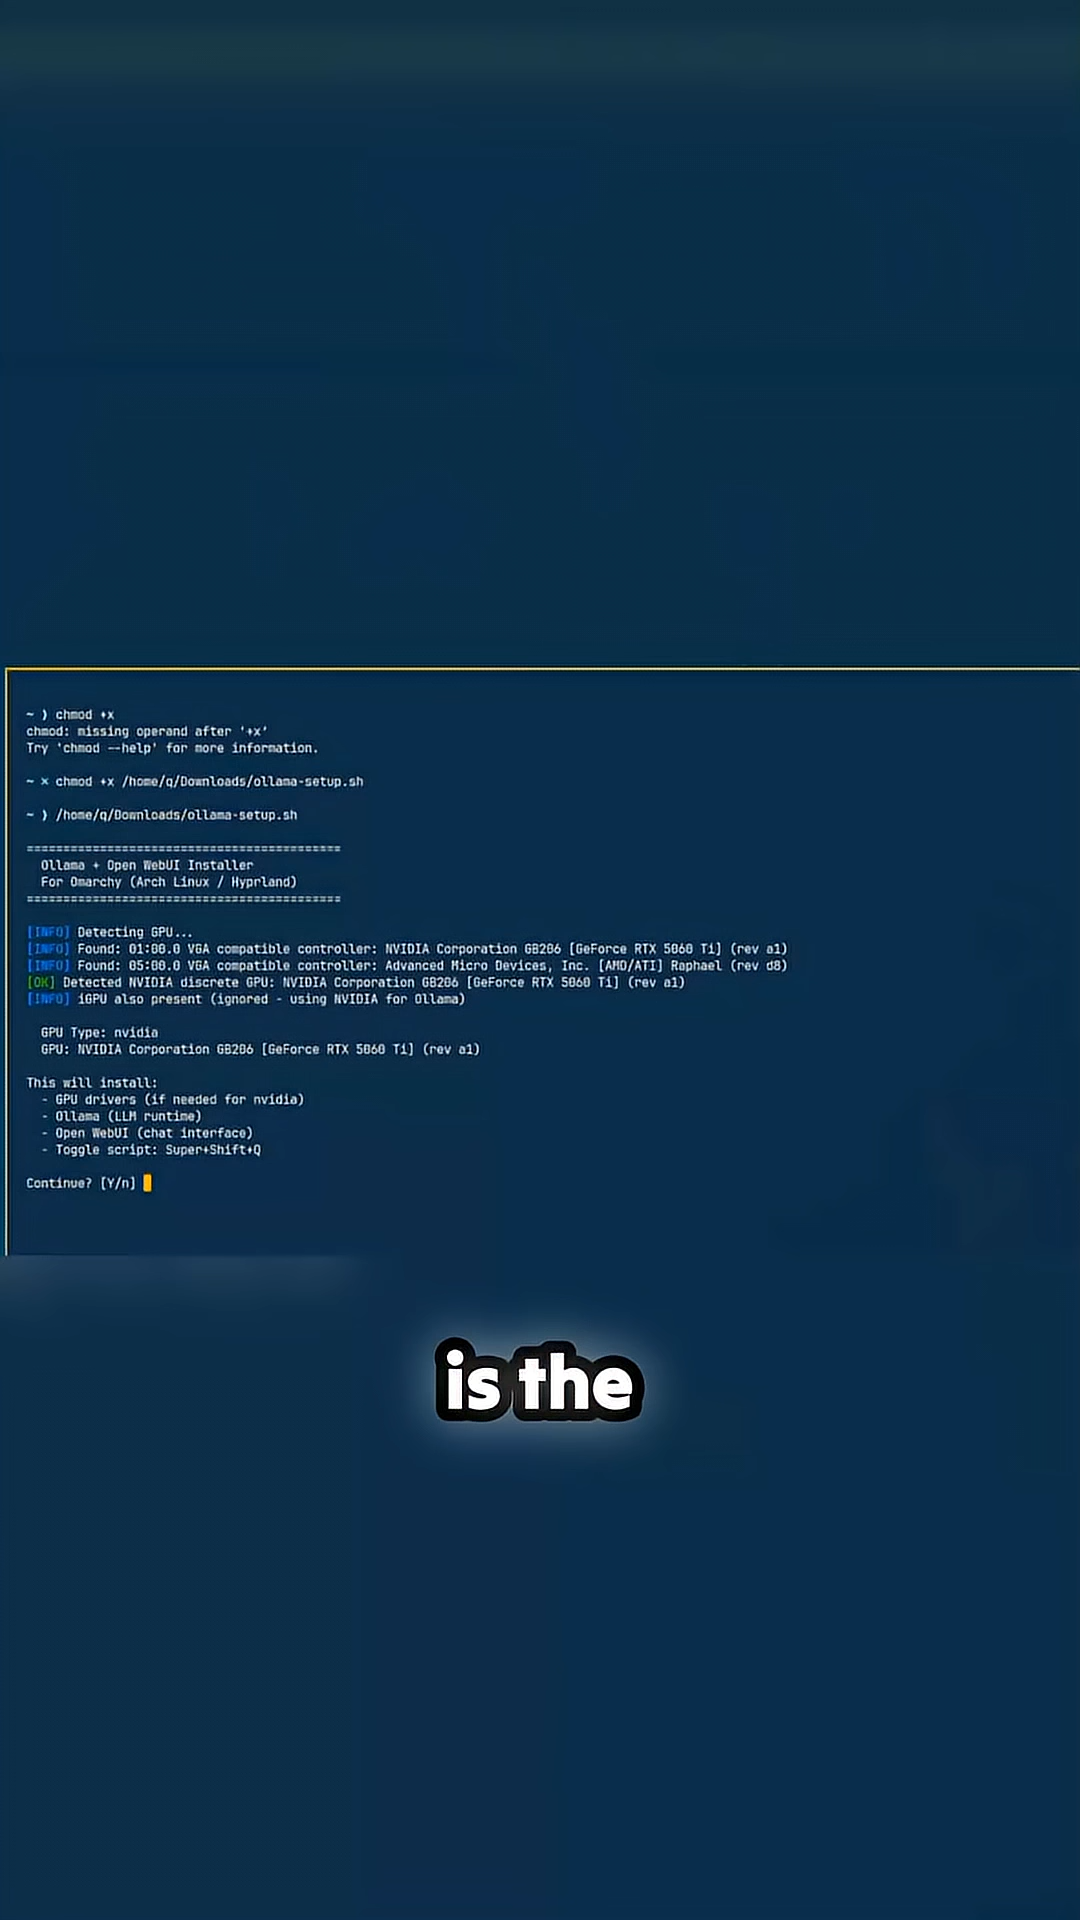 ~ ❯ chmod +x
chmod: missing operand after '+x'
Try 'chmod --help' for more information.
~ × chmod +x /home/q/Downloads/ollama-setup.sh
~ ❯ /home/q/Downloads/ollama-setup.sh
===========================================
Ollama + Open WebUI Installer
For Omarchy (Arch Linux / Hyprland)
===========================================
[INFO] Detecting GPU...
[INFO] Found: 01:00.0 VGA compatible controller: NVIDIA Corporation GB206 [GeForce RTX 5060 Ti] (rev a1)
[INFO] Found: 05:00.0 VGA compatible controller: Advanced Micro Devices, Inc. [AMD/ATI] Raphael (rev d8)
[OK] Detected NVIDIA discrete GPU: NVIDIA Corporation GB206 [GeForce RTX 5060 Ti] (rev a1)
[INFO] iGPU also present (ignored - using NVIDIA for Ollama)
GPU Type: nvidia
GPU: NVIDIA Corporation GB206 [GeForce RTX 5060 Ti] (rev a1)
This will install:
- GPU drivers (if needed for nvidia)
- Ollama (LLM runtime)
- Open WebUI (chat interface)
- Toggle script: Super+Shift+Q
Continue? [Y/n]
is the